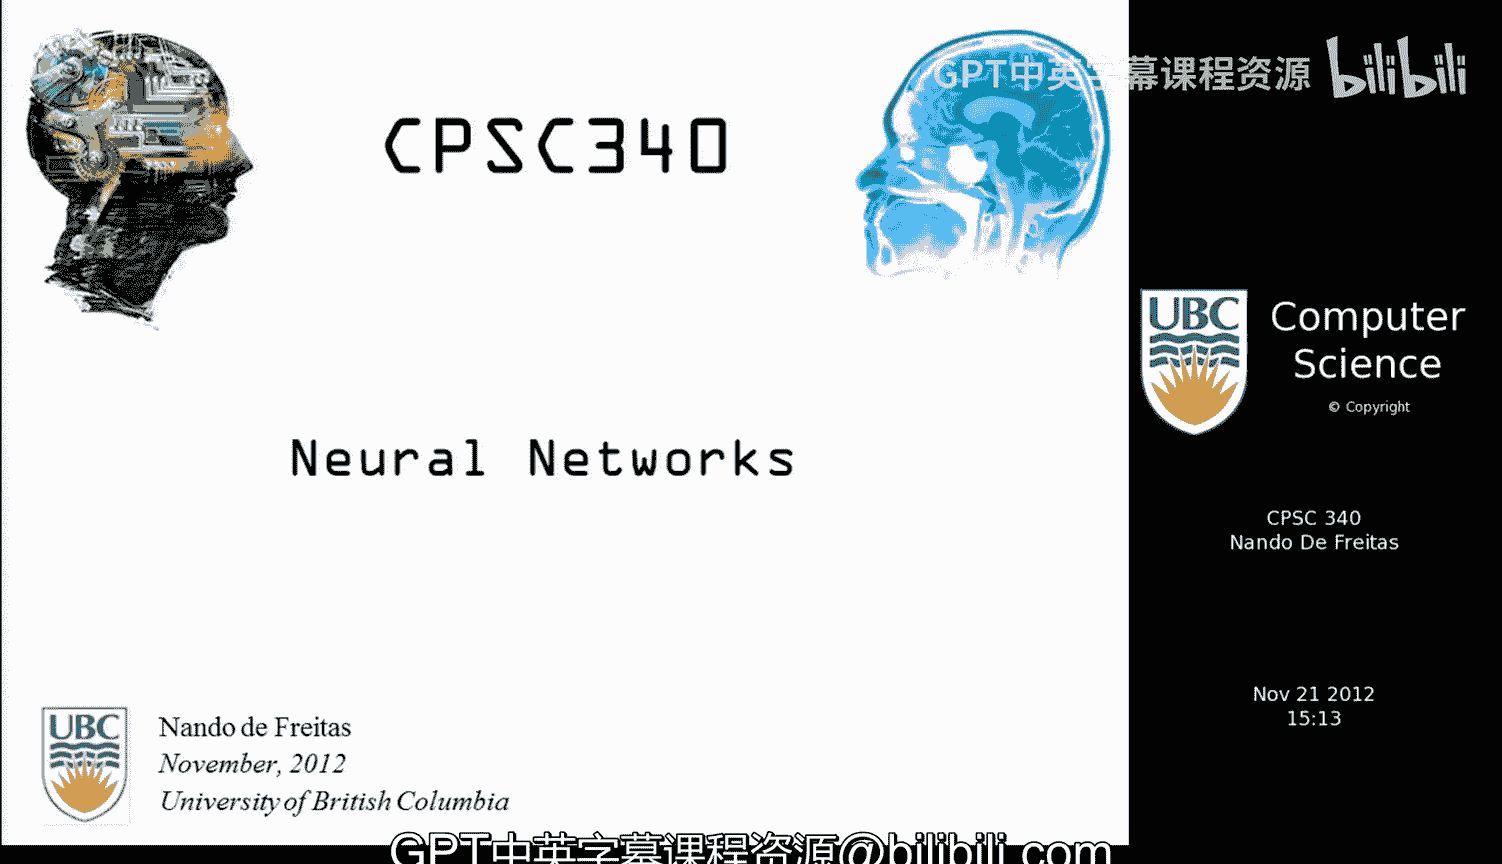 CPSC340
Neural Networks
UBC
Nando de Freitas
November, 2012
University of British Columbia
GPT中英字幕课程资源 bilibili
UBC
Computer
Science
© Copyright
CPSC 340
Nando De Freitas
Nov 21 2012
15:13
GPT中英字幕课程资源@bilibili.com